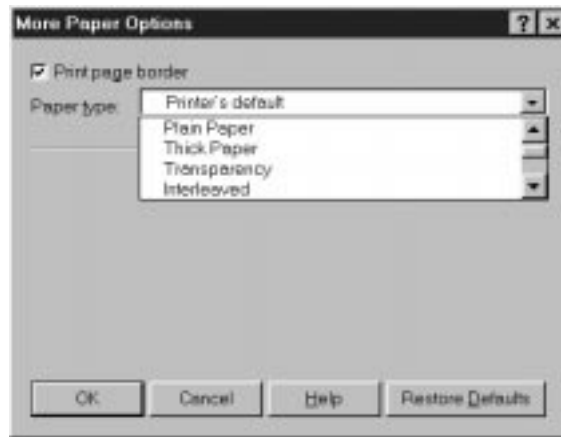 More Paper Options
Print page border
Paper type: Printer's default
Plain Paper
Thick Paper
Transparency
Interleaved
OK Cancel Help Restore Defaults